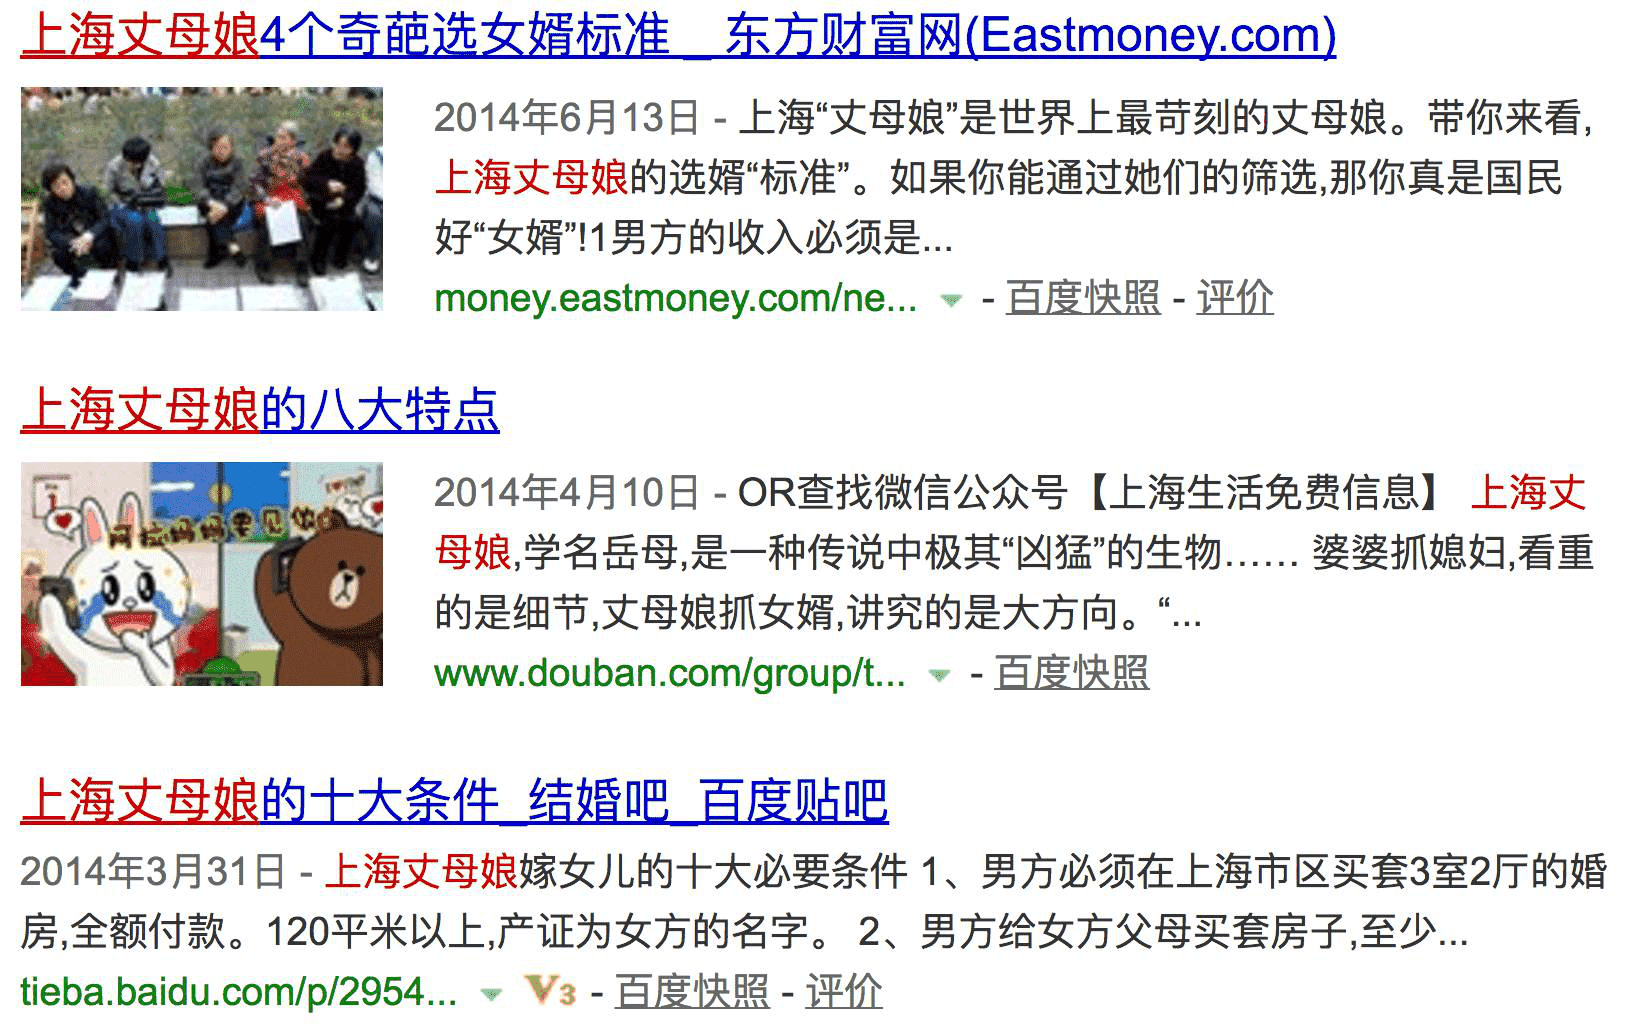 上海丈母娘4个奇葩选女婿标准 _ 东方财富网(Eastmoney.com)
2014年6月13日 - 上海“丈母娘”是世界上最苛刻的丈母娘。带你来看,
上海丈母娘的选婿“标准”。如果你能通过她们的筛选,那你真是国民
好“女婿”!1男方的收入必须是...
money.eastmoney.com/ne... - 百度快照 - 评价
上海丈母娘的八大特点
2014年4月10日 - OR查找微信公众号【上海生活免费信息】 上海丈
母娘,学名岳母,是一种传说中极其“凶猛”的生物…… 婆婆抓媳妇,看重
的是细节,丈母娘抓女婿,讲究的是大方向。“...
www.douban.com/group/t... - 百度快照
上海丈母娘的十大条件_结婚吧_百度贴吧
2014年3月31日 - 上海丈母娘嫁女儿的十大必要条件 1、男方必须在上海市区买套3室2厅的婚
房,全额付款。120平米以上,产证为女方的名字。 2、男方给女方父母买套房子,至少...
tieba.baidu.com/p/2954... V3 - 百度快照 - 评价